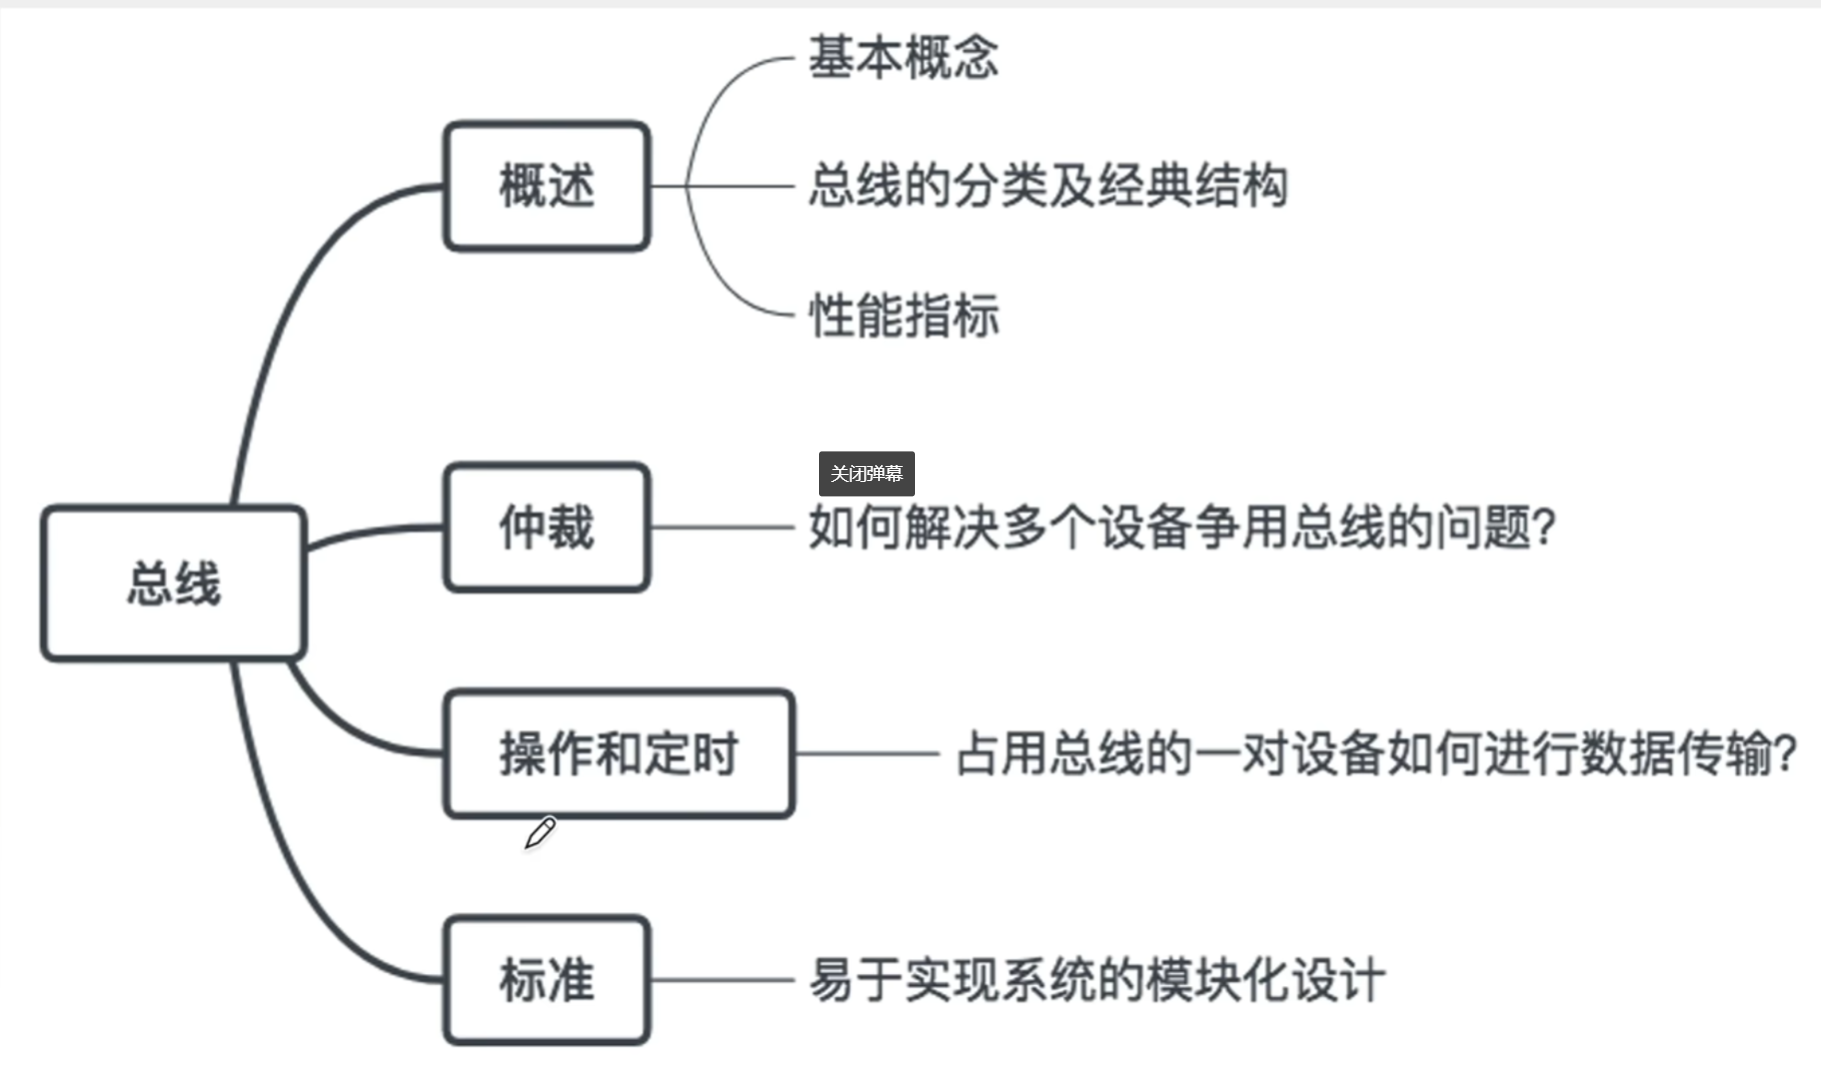 基本概念
概述
总线的分类及经典结构
性能指标
关闭弹幕
仲裁
如何解决多个设备争用总线的问题?
总线
操作和定时
占用总线的一对设备如何进行数据传输?
标准
易于实现系统的模块化设计